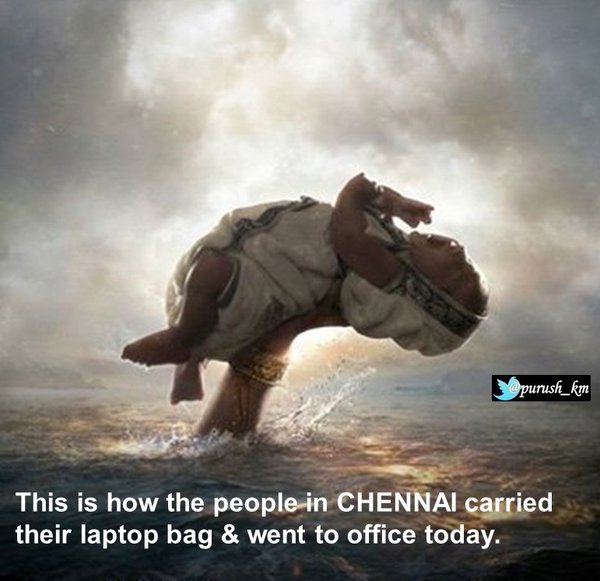 @purush_km
This is how the people in CHENNAI carried
their laptop bag & went to office today.